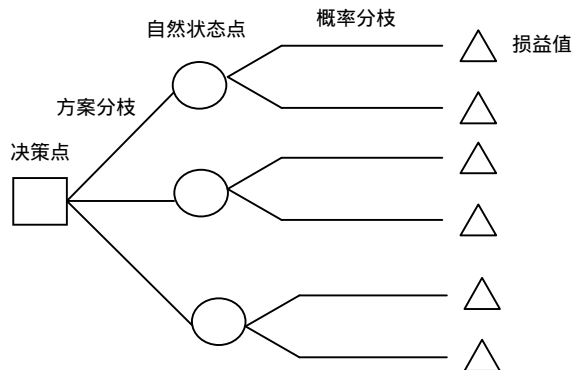 概率分枝
自然状态点
损益值
方案分枝
决策点